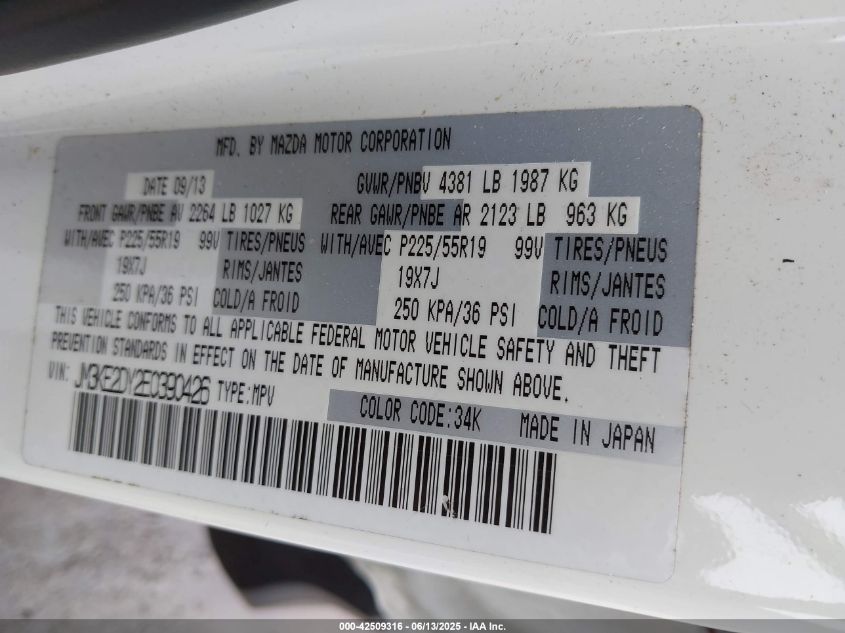 MFD. BY MAZDA MOTOR CORPORATION
DATE 09/13 GVWR/PNBV 4381 LB 1987 KG
FRONT GAWR/PNBE AV 2264 LB 1027 KG REAR GAWR/PNBE AR 2123 LB 963 KG
WITH/AVEC P225/55R19 99V TIRES/PNEUS WITH/AVEC P225/55R19 99V TIRES/PNEUS
19X7J RIMS/JANTES 19X7J RIMS/JANTES
250 KPA/36 PSI COLD/A FROID 250 KPA/36 PSI COLD/A FROID
THIS VEHICLE CONFORMS TO ALL APPLICABLE FEDERAL MOTOR VEHICLE SAFETY AND THEFT
PREVENTION STANDARDS IN EFFECT ON THE DATE OF MANUFACTURE SHOWN ABOVE.
VIN: JM3KE2DY2E0390426 TYPE:MPV
COLOR CODE:34K MADE IN JAPAN
000-42509316 - 06/13/2025 - IAA Inc.